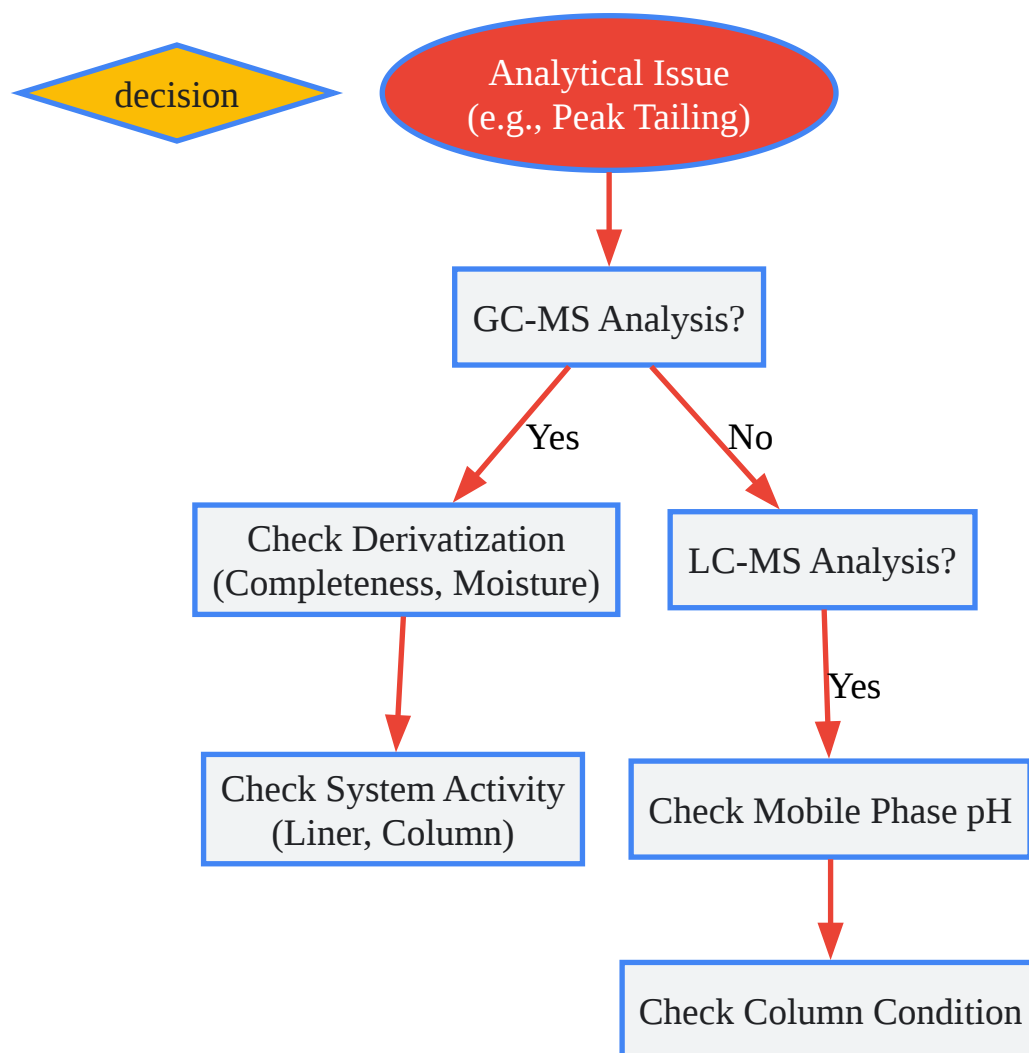 decision
Analytical Issue
(e.g., Peak Tailing)
GC-MS Analysis?
Yes
No
Check Derivatization
(Completeness, Moisture)
LC-MS Analysis?
Yes
Check System Activity
(Liner, Column)
Check Mobile Phase pH
Check Column Condition